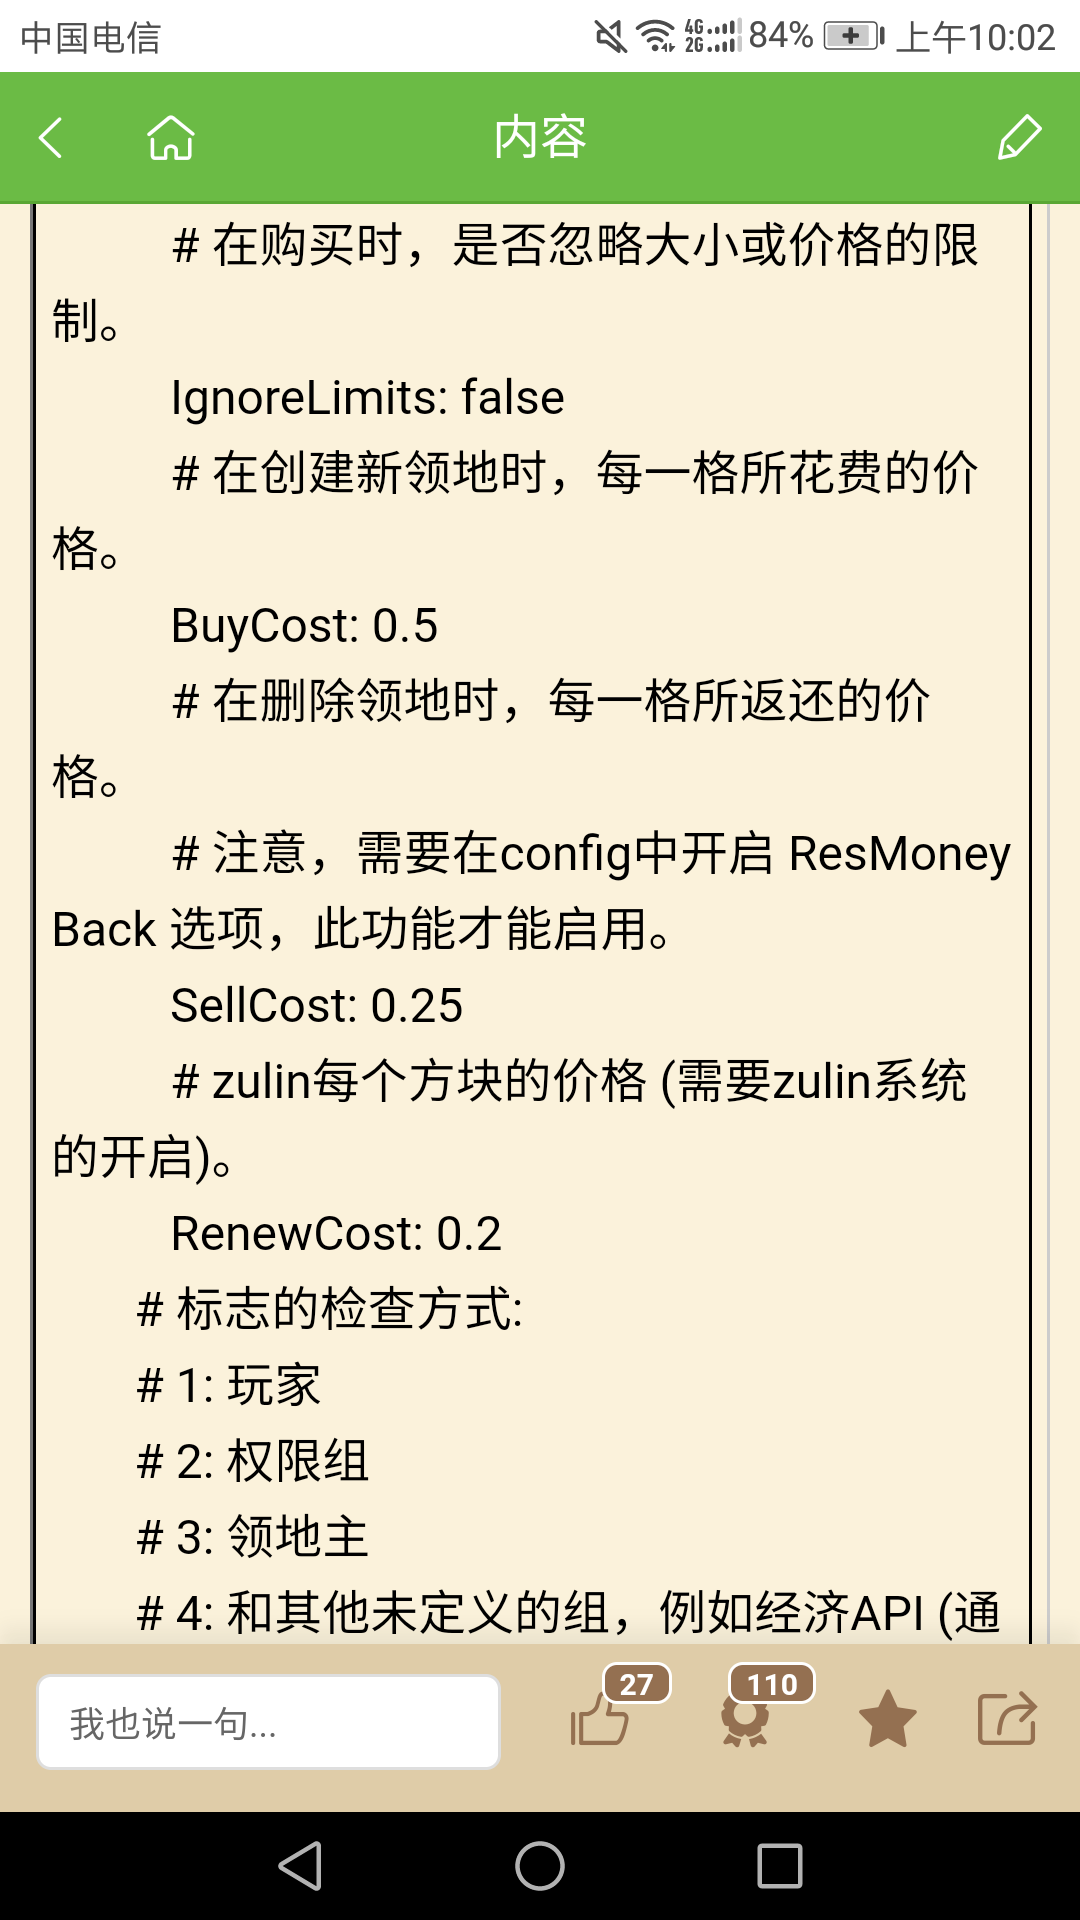 中国电信
4G
2G
84%
上午10:02
内容
# 在购买时，是否忽略大小或价格的限
制。
IgnoreLimits: false
# 在创建新领地时，每一格所花费的价
格。
BuyCost: 0.5
# 在删除领地时，每一格所返还的价
格。
# 注意，需要在config中开启 ResMoney
Back 选项，此功能才能启用。
SellCost: 0.25
# zulin每个方块的价格 (需要zulin系统
的开启)。
RenewCost: 0.2
# 标志的检查方式:
# 1: 玩家
# 2: 权限组
# 3: 领地主
# 4: 和其他未定义的组，例如经济API (通
我也说一句...
27
110